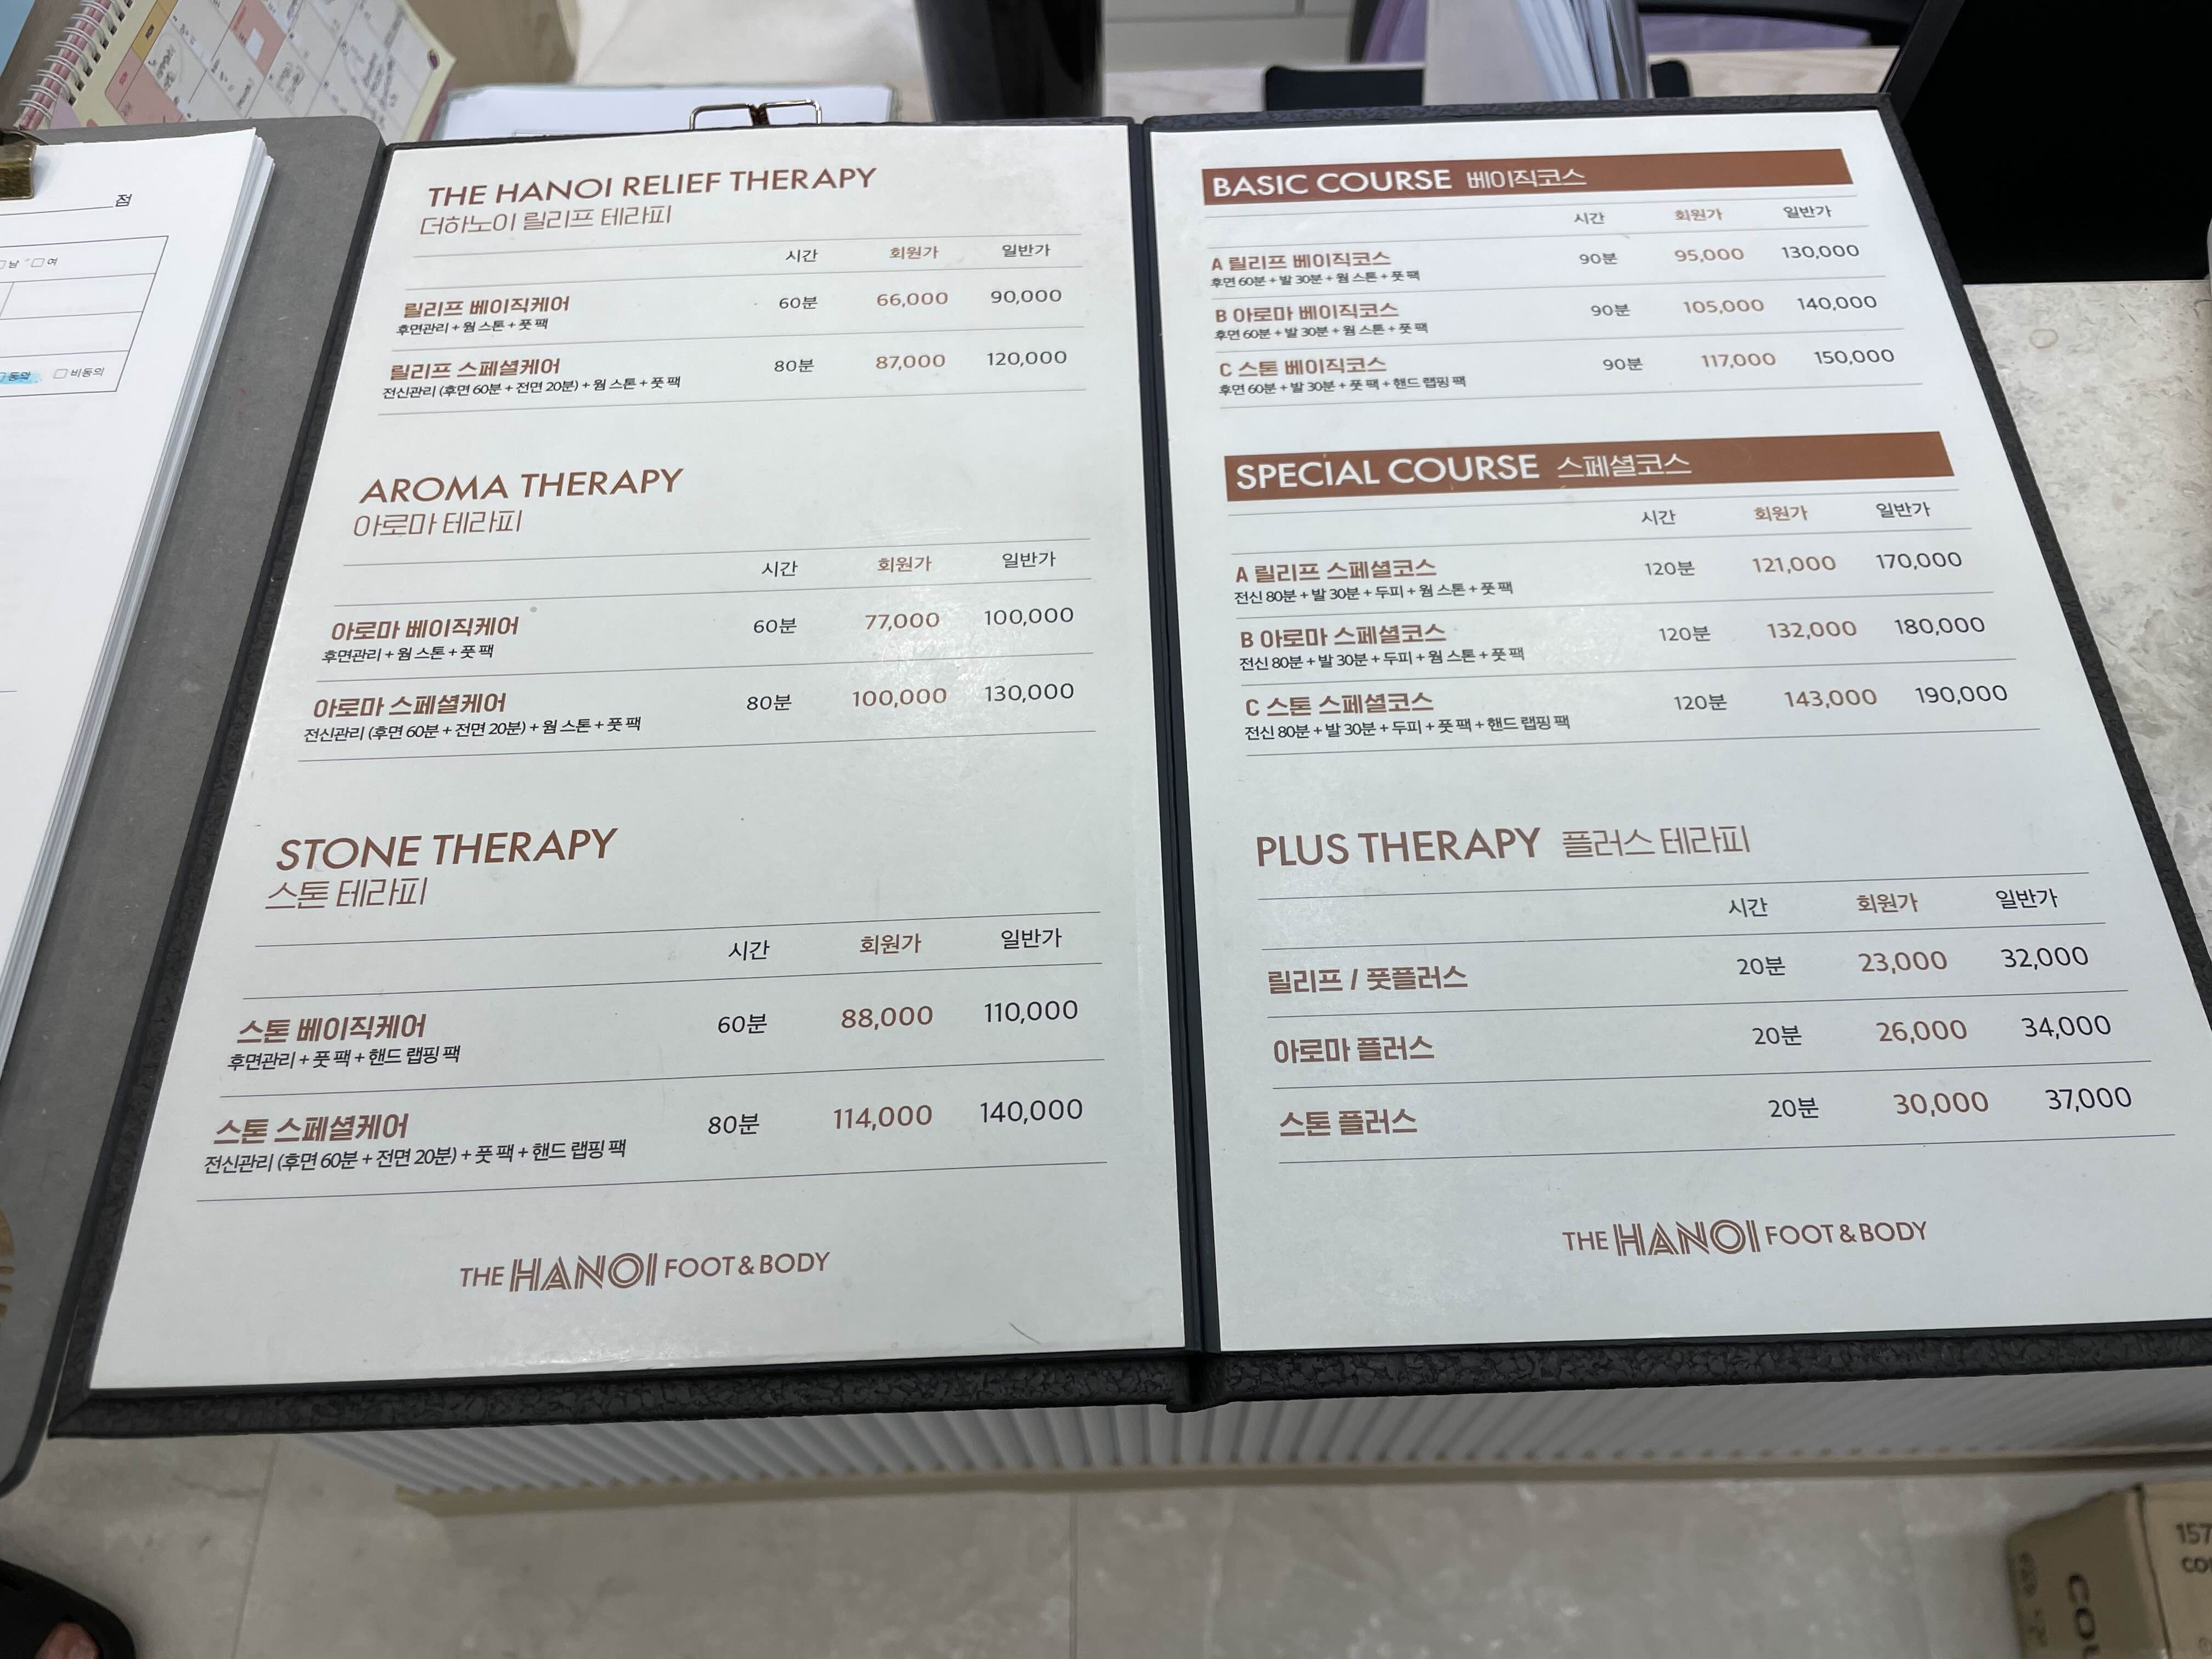 점
남 여
동의 비동의
THE HANOI RELIEF THERAPY
더하노이 릴리프 테라피
시간 회원가 일반가
릴리프 베이직케어 60분 66,000 90,000
후면관리 + 웜 스톤 + 풋 팩
릴리프 스페셜케어 80분 87,000 120,000
전신관리 (후면 60분 + 전면 20분) + 웜 스톤 + 풋 팩
AROMA THERAPY
아로마 테라피
시간 회원가 일반가
아로마 베이직케어 60분 77,000 100,000
후면관리 + 웜 스톤 + 풋 팩
아로마 스페셜케어 80분 100,000 130,000
전신관리 (후면 60분 + 전면 20분) + 웜 스톤 + 풋 팩
STONE THERAPY
스톤 테라피
시간 회원가 일반가
스톤 베이직케어 60분 88,000 110,000
후면관리 + 풋 팩 + 핸드 랩핑 팩
스톤 스페셜케어 80분 114,000 140,000
전신관리 (후면 60분 + 전면 20분) + 풋 팩 + 핸드 랩핑 팩
THE HANOI FOOT & BODY
BASIC COURSE 베이직코스
시간 회원가 일반가
A 릴리프 베이직코스 90분 95,000 130,000
후면 60분 + 발 30분 + 웜 스톤 + 풋 팩
B 아로마 베이직코스 90분 105,000 140,000
후면 60분 + 발 30분 + 웜 스톤 + 풋 팩
C 스톤 베이직코스 90분 117,000 150,000
후면 60분 + 발 30분 + 풋 팩 + 핸드 랩핑 팩
SPECIAL COURSE 스페셜코스
시간 회원가 일반가
A 릴리프 스페셜코스 120분 121,000 170,000
전신 80분 + 발 30분 + 두피 + 웜 스톤 + 풋 팩
B 아로마 스페셜코스 120분 132,000 180,000
전신 80분 + 발 30분 + 두피 + 웜 스톤 + 풋 팩
C 스톤 스페셜코스 120분 143,000 190,000
전신 80분 + 발 30분 + 두피 + 풋 팩 + 핸드 랩핑 팩
PLUS THERAPY 플러스 테라피
시간 회원가 일반가
릴리프 / 풋플러스 20분 23,000 32,000
아로마 플러스 20분 26,000 34,000
스톤 플러스 20분 30,000 37,000
THE HANOI FOOT & BODY
157